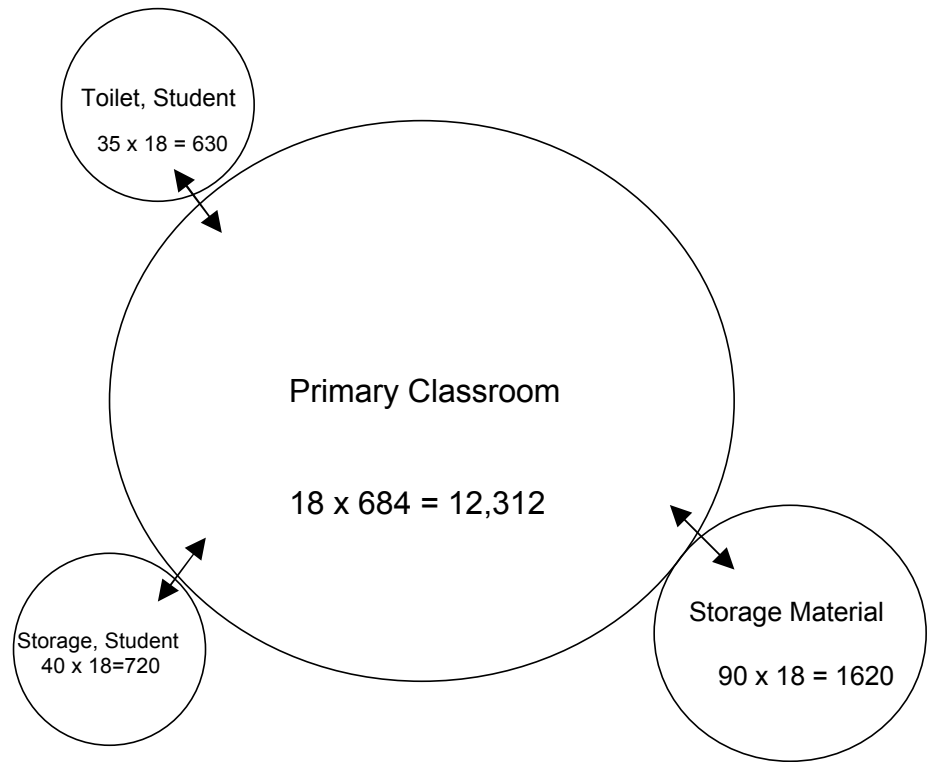 Toilet, Student
35 x 18 = 630
Primary Classroom
18 x 684 = 12,312
Storage, Student
40 x 18=720
Storage Material
90 x 18 = 1620